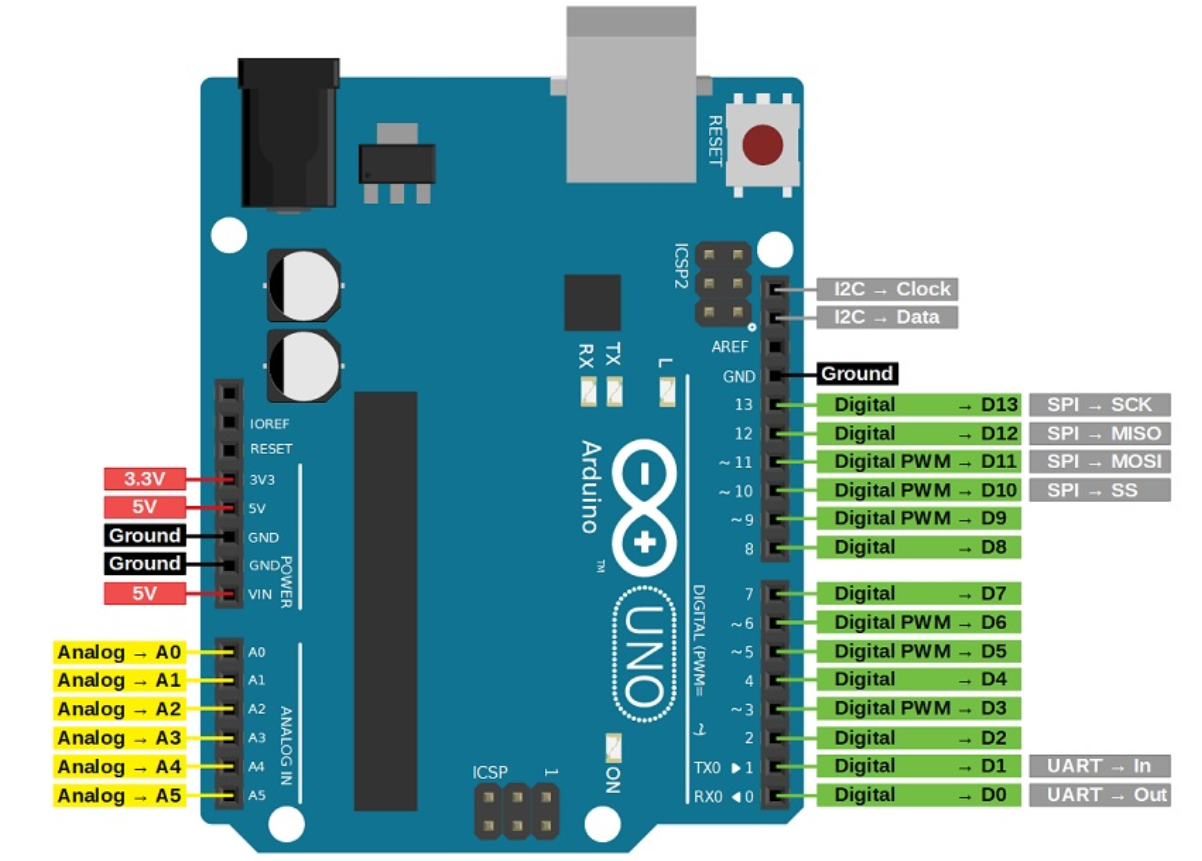 RESET
ICSP2
I2C → Clock
I2C → Data
RX
TX
L
AREF
GND
Ground
13
Digital → D13
SPI → SCK
12
Digital → D12
SPI → MISO
~ 11
Digital PWM → D11
SPI → MOSI
~ 10
Digital PWM → D10
SPI → SS
~ 9
Digital PWM → D9
8
Digital → D8
7
Digital → D7
~ 6
Digital PWM → D6
~ 5
Digital PWM → D5
4
Digital → D4
~ 3
Digital PWM → D3
2
Digital → D2
TX0 ▶ 1
Digital → D1
UART → In
RX0 ◀ 0
Digital → D0
UART → Out
DIGITAL (PWM= ~)
Arduino
TM
UNO
ON
ICSP
1
IOREF
RESET
3.3V
3V3
5V
5V
Ground
GND
Ground
GND
5V
VIN
POWER
Analog → A0
A0
Analog → A1
A1
Analog → A2
A2
Analog → A3
A3
Analog → A4
A4
Analog → A5
A5
ANALOG IN